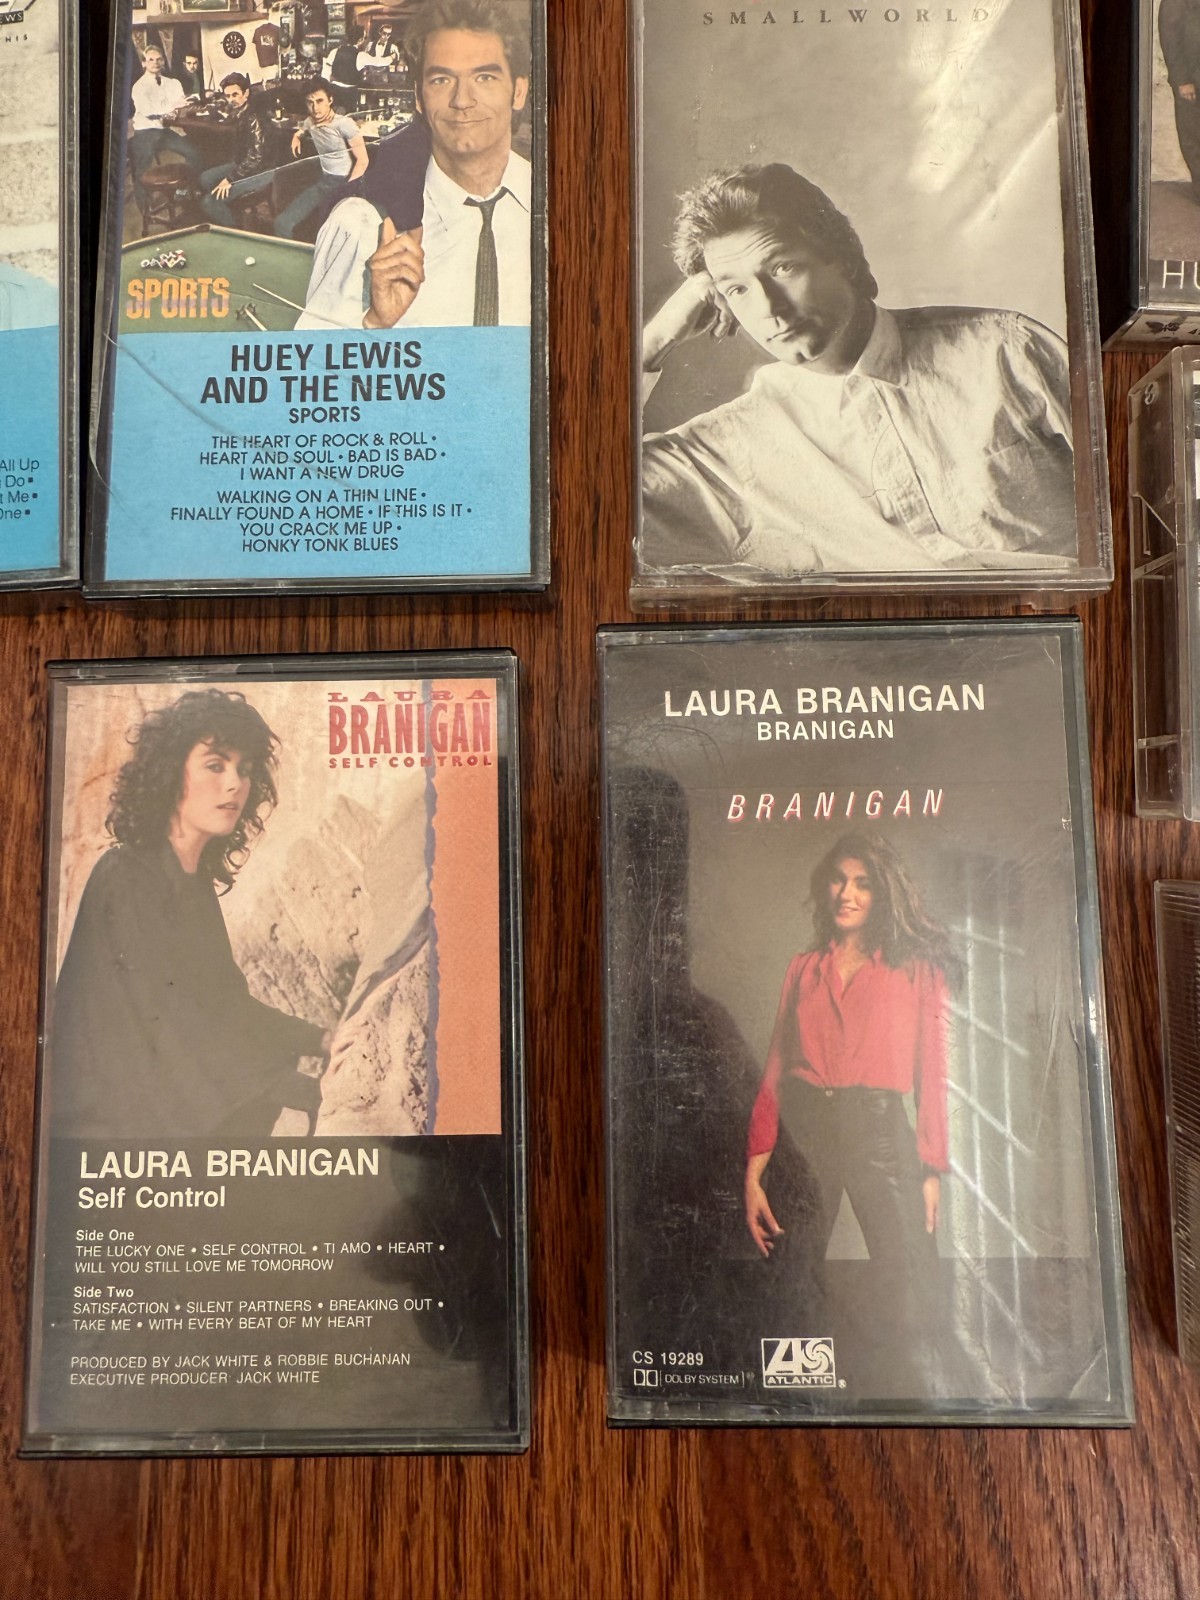 EWS
HIS
All Up
Do▪
t Me▪
One▪
SPORTS
HUEY LEWIS
AND THE NEWS
SPORTS
THE HEART OF ROCK & ROLL •
HEART AND SOUL • BAD IS BAD •
I WANT A NEW DRUG
WALKING ON A THIN LINE •
FINALLY FOUND A HOME • IF THIS IS IT •
YOU CRACK ME UP •
HONKY TONK BLUES
SMALL WORLD
HU
LAURA
BRANIGAN
SELF CONTROL
LAURA BRANIGAN
Self Control
Side One
THE LUCKY ONE • SELF CONTROL • TI AMO • HEART •
WILL YOU STILL LOVE ME TOMORROW
Side Two
SATISFACTION • SILENT PARTNERS • BREAKING OUT •
TAKE ME • WITH EVERY BEAT OF MY HEART
PRODUCED BY JACK WHITE & ROBBIE BUCHANAN
EXECUTIVE PRODUCER: JACK WHITE
LAURA BRANIGAN
BRANIGAN
BRANIGAN
CS 19289
DOLBY SYSTEM
ATLANTIC